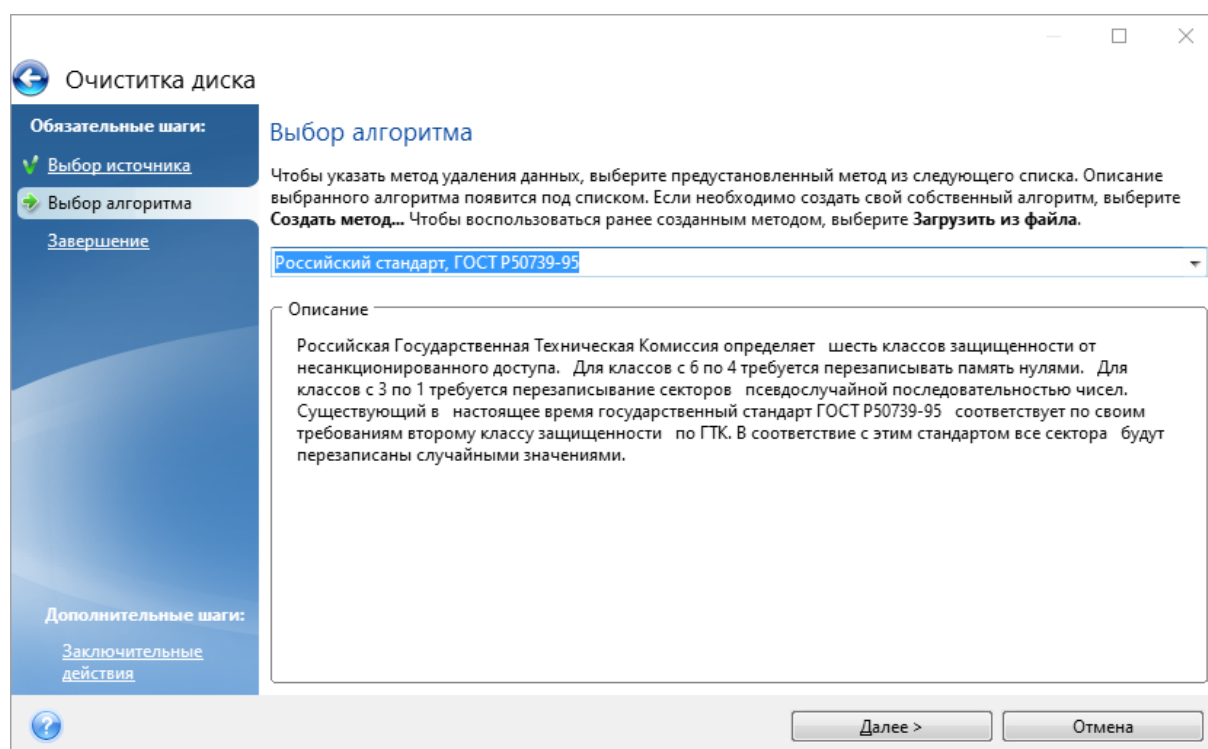 Очиститка диска
Обязательные шаги:
Выбор источника
Выбор алгоритма
Завершение
Дополнительные шаги:
Заключительные
действия
Выбор алгоритма
Чтобы указать метод удаления данных, выберите предустановленный метод из следующего списка. Описание
выбранного алгоритма появится под списком. Если необходимо создать свой собственный алгоритм, выберите
Создать метод... Чтобы воспользоваться ранее созданным методом, выберите Загрузить из файла.
Российский стандарт, ГОСТ Р50739-95
Описание
Российская Государственная Техническая Комиссия определяет шесть классов защищенности от
несанкционированного доступа. Для классов с 6 по 4 требуется перезаписывать память нулями. Для
классов с 3 по 1 требуется перезаписывание секторов псевдослучайной последовательностью чисел.
Существующий в настоящее время государственный стандарт ГОСТ Р50739-95 соответствует по своим
требованиям второму классу защищенности по ГТК. В соответствие с этим стандартом все сектора будут
перезаписаны случайными значениями.
?
Далее >
Отмена